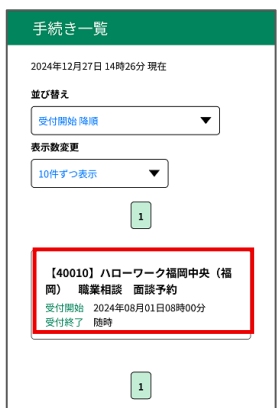 手続き一覧
2024年12月27日 14時26分 現在
並び替え
受付開始 降順
表示数変更
10件ずつ表示
1
【40010】ハローワーク福岡中央（福
岡）　職業相談　面談予約
受付開始　2024年08月01日08時00分
受付終了　随時
1